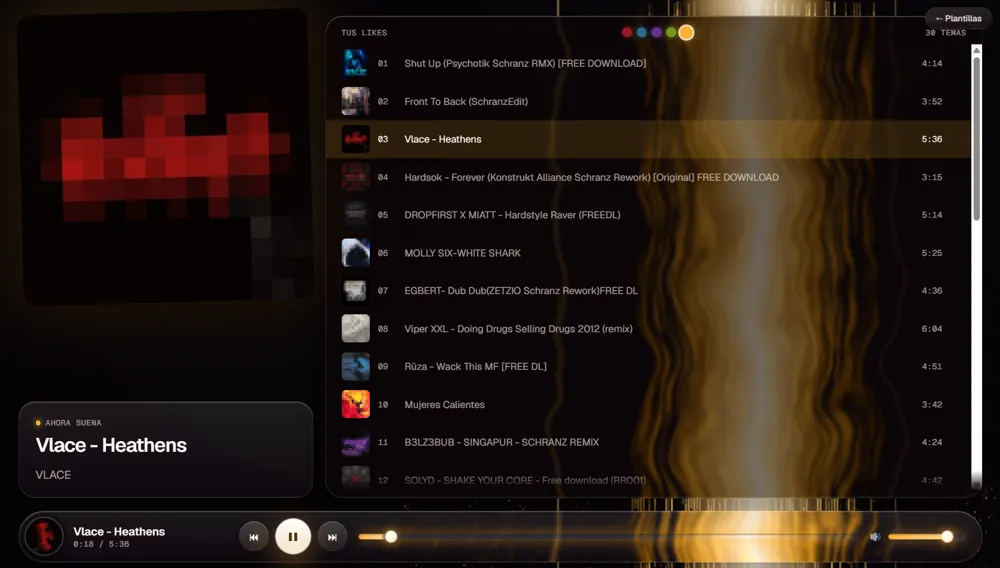 ← Plantillas
TUS LIKES
30 TEMAS
01 Shut Up (Psychotik Schranz RMX) [FREE DOWNLOAD] 4:14
02 Front To Back (SchranzEdit) 3:52
03 Vlace - Heathens 5:36
04 Hardsok - Forever (Konstrukt Alliance Schranz Rework) [Original] FREE DOWNLOAD 3:15
05 DROPFIRST X MIATT - Hardstyle Raver (FREEDL) 5:14
06 MOLLY SIX-WHITE SHARK 5:25
07 EGBERT- Dub Dub(ZETZIO Schranz Rework)FREE DL 4:36
08 Viper XXL - Doing Drugs Selling Drugs 2012 (remix) 6:04
09 Rüza - Wack This MF [FREE DL] 4:51
10 Mujeres Calientes 3:42
11 B3LZ3BUB - SINGAPUR - SCHRANZ REMIX 4:24
12 SOLYD - SHAKE YOUR CORE - Free download (RR001) 4:42
AHORA SUENA
Vlace - Heathens
VLACE
Vlace - Heathens
0:18 / 5:36